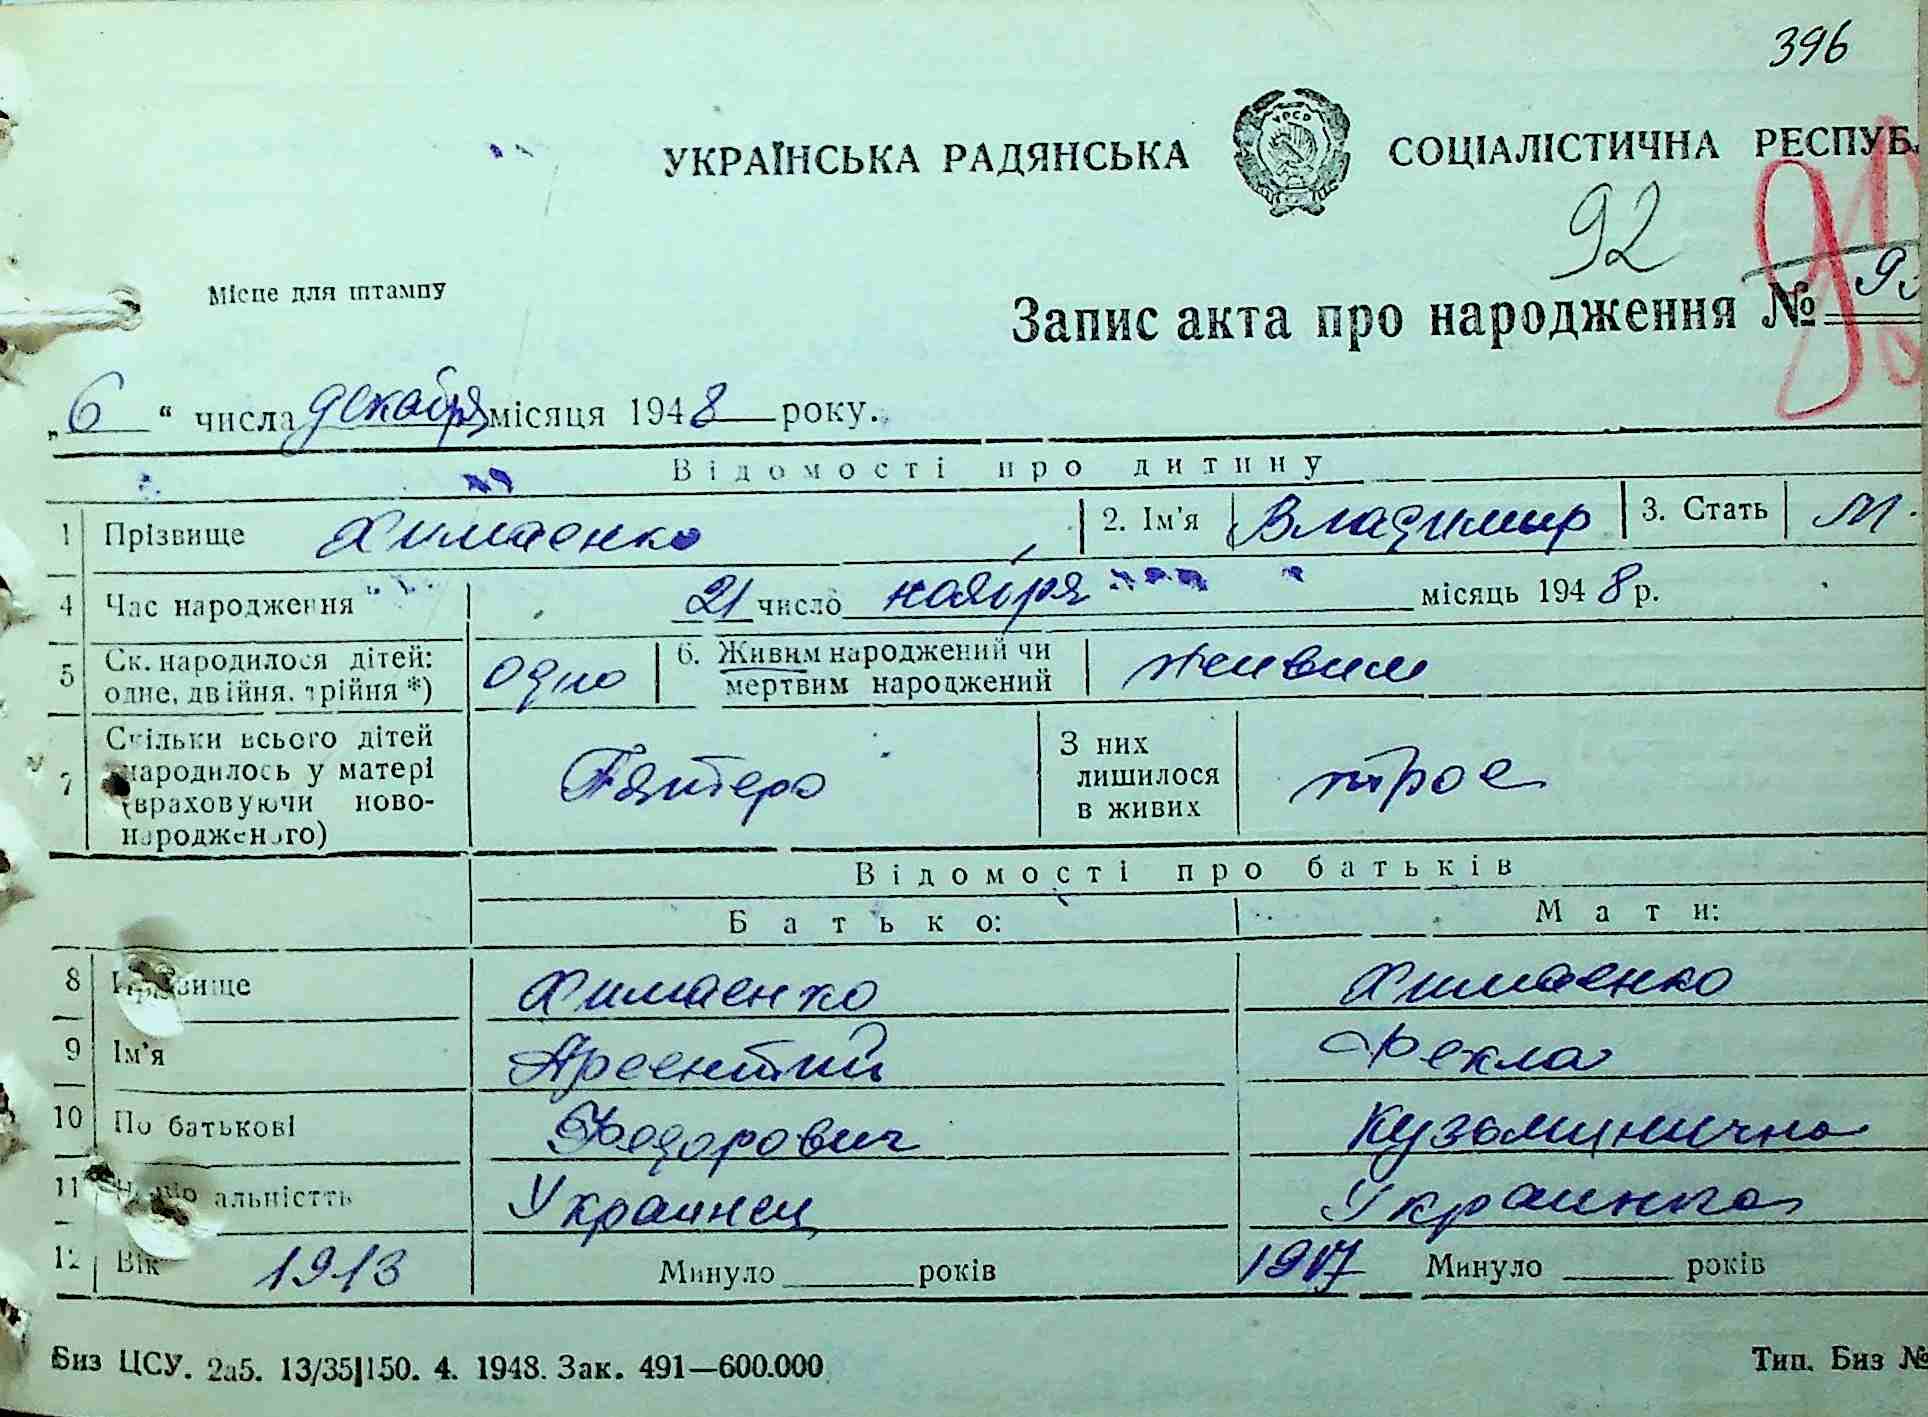 396
УКРАЇНСЬКА РАДЯНСЬКА СОЦІАЛІСТИЧНА РЕСПУБ
УРСР
92
Місце для штампу
Запис акта про народження №
„6“ числа декабря місяця 1948 року.
Відомості про дитину
1 Прізвище Химаенко 2. Ім'я Владимир 3. Стать м.
4 Час народження 21 число ноября місяць 1948 р.
5 Ск. народилося дітей: одне, двійня, трійня *) одно 6. Живим народжений чи мертвим народжений живим
7 Скільки всього дітей народилось у матері (враховуючи новонародженого) Пятеро З них лишилося в живих трое
Відомості про батьків
Батько: Мати:
8 Прізвище Химаенко Химаенко
9 Ім'я Арсентий Фекла
10 По батькові Федорович Кузьминична
11 Національність Украинец Украинка
12 Вік 1913 Минуло ____ років 1917 Минуло ____ років
Биз ЦСУ. 2а5. 13/35|150. 4. 1948. Зак. 491—600.000 Тип. Биз №